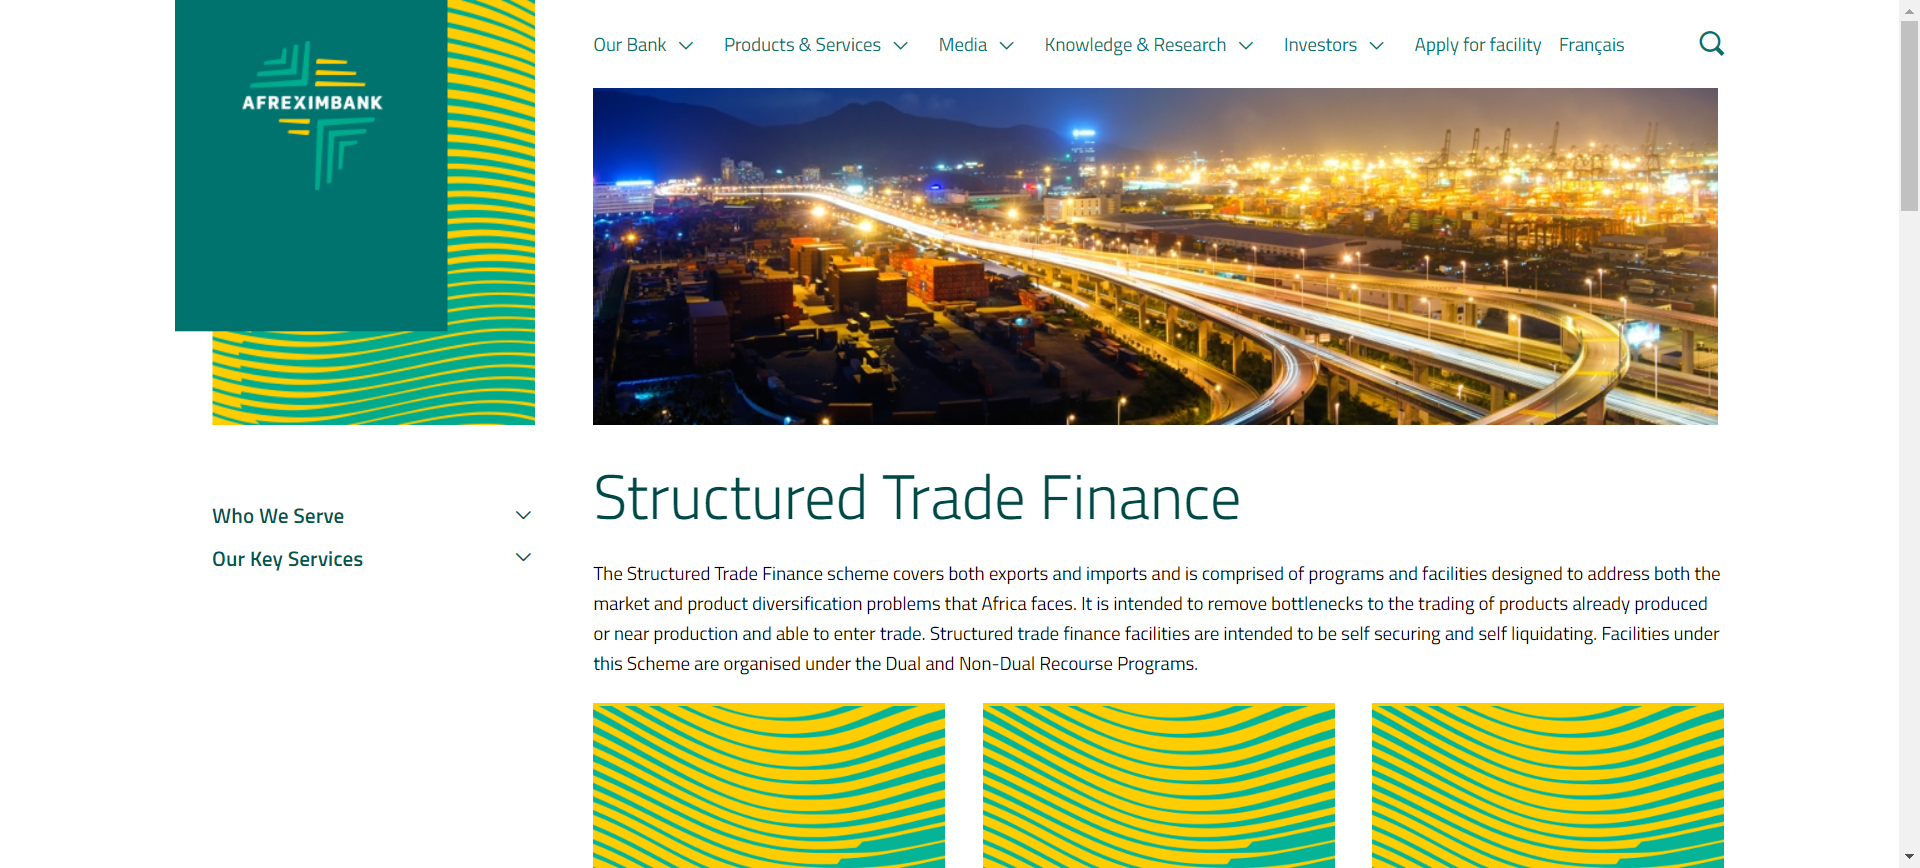 AFREXIMBANK
Our Bank
Products & Services
Media
Knowledge & Research
Investors
Apply for facility
Français
Who We Serve
Our Key Services
Structured Trade Finance
The Structured Trade Finance scheme covers both exports and imports and is comprised of programs and facilities designed to address both the
market and product diversification problems that Africa faces. It is intended to remove bottlenecks to the trading of products already produced
or near production and able to enter trade. Structured trade finance facilities are intended to be self securing and self liquidating. Facilities under
this Scheme are organised under the Dual and Non-Dual Recourse Programs.